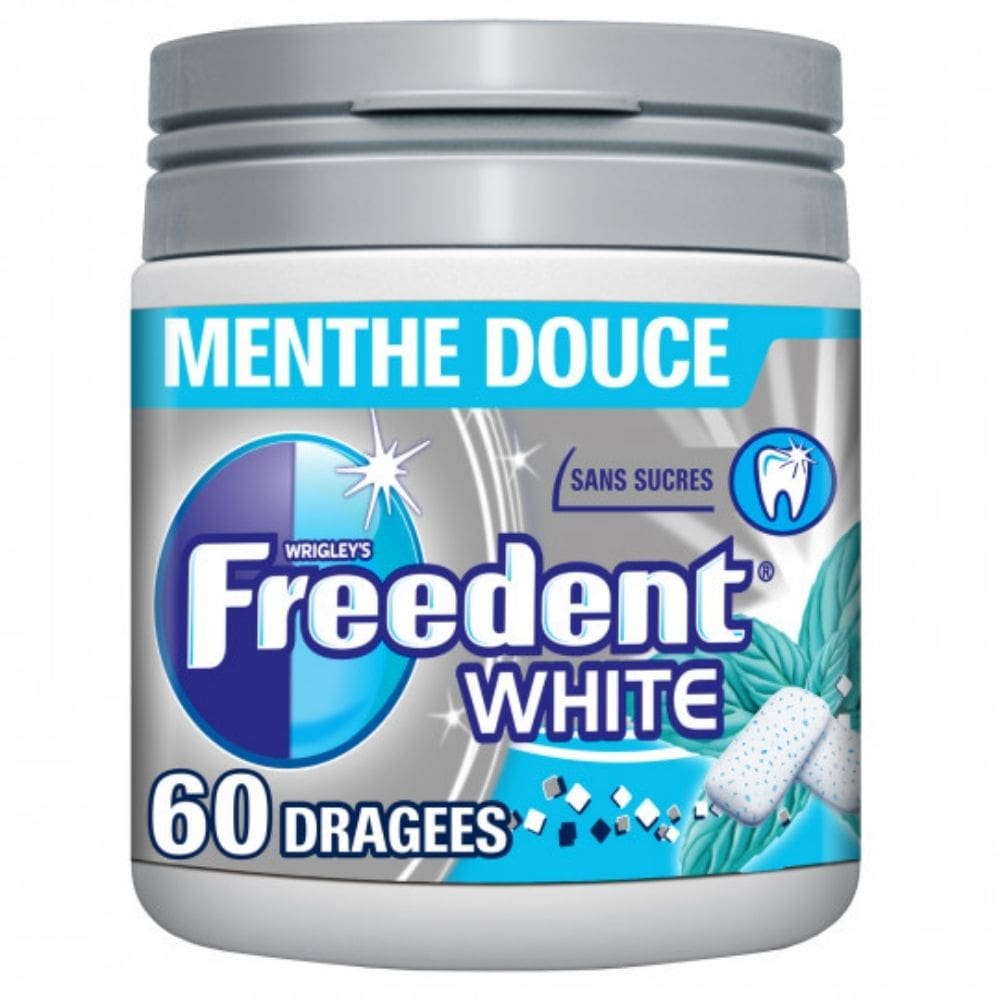 MENTHE DOUCE
SANS SUCRES
WRIGLEY'S
Freedent®
WHITE
60 DRAGEES